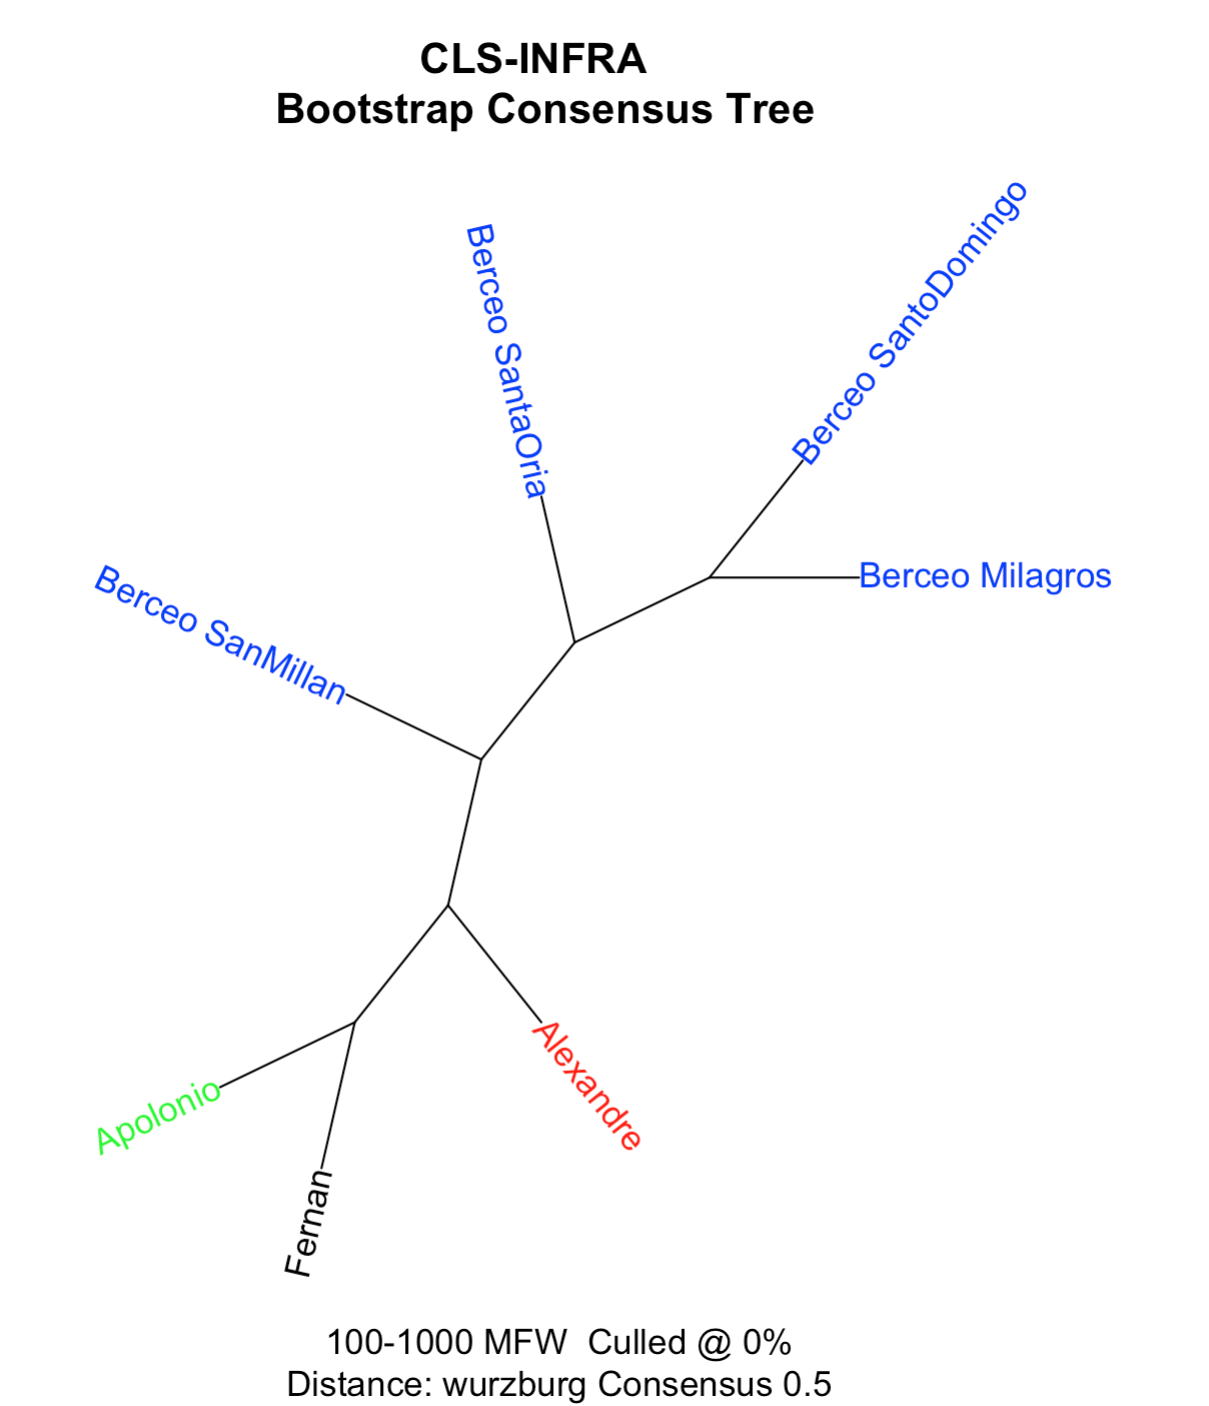 CLS-INFRA
Bootstrap Consensus Tree
Berceo SantoDomingo
Berceo SantaOria
Berceo Milagros
Berceo SanMillan
Alexandre
Apolonio
Fernan
100-1000 MFW  Culled @ 0%
Distance: wurzburg Consensus 0.5